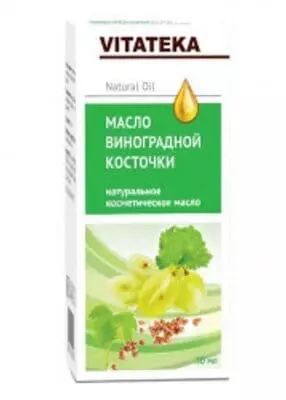 VITATEKA
Natural Oil
МАСЛО
ВИНОГРАДНОЙ
КОСТОЧКИ
натуральное
косметическое масло